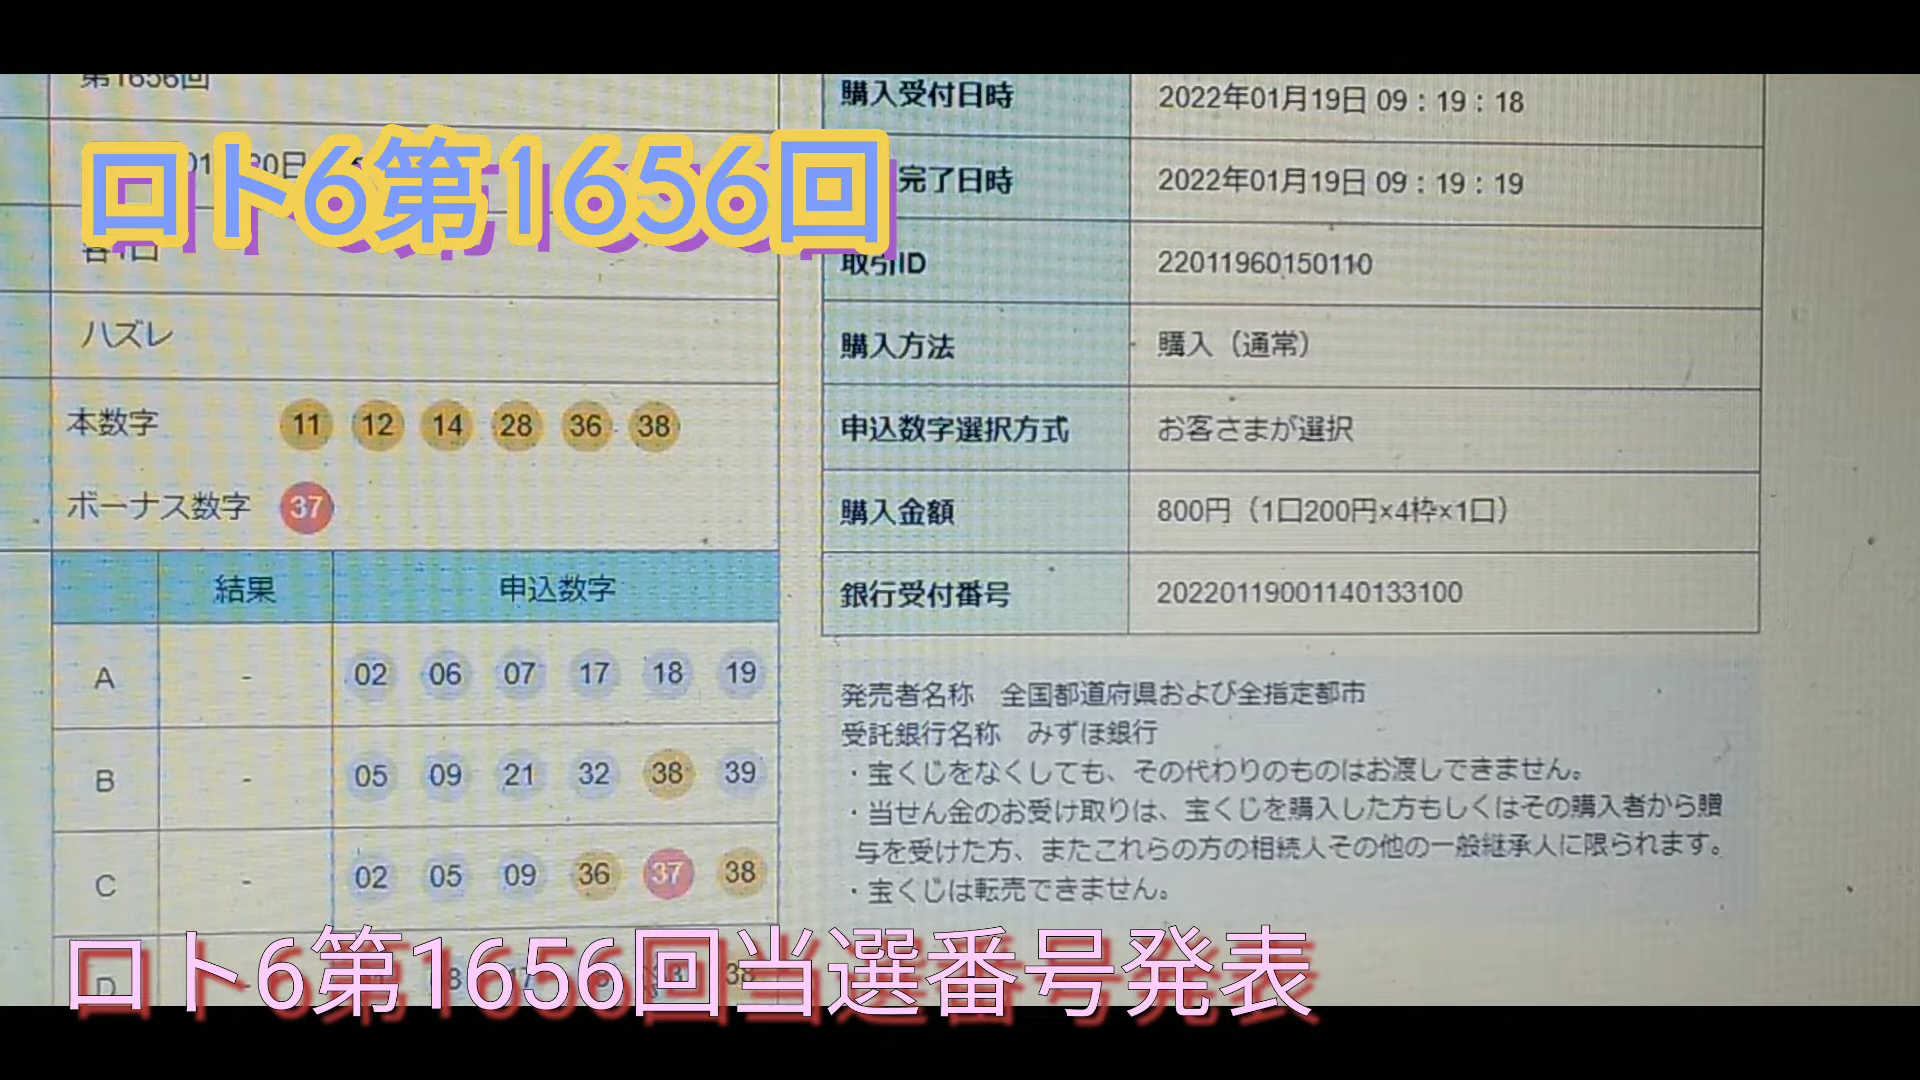 第1656回
ロト6第1656回
各1口
ハズレ
本数字 11 12 14 28 36 38
ボーナス数字 37
結果 申込数字
A - 02 06 07 17 18 19
B - 05 09 21 32 38 39
C - 02 05 09 36 37 38
D 38
購入受付日時 2022年01月19日 09：19：18
完了日時 2022年01月19日 09：19：19
取引ID 22011960150110
購入方法 購入（通常）
申込数字選択方式 お客さまが選択
購入金額 800円（1口200円×4枠×1口）
銀行受付番号 20220119001140133100
発売者名称 全国都道府県および全指定都市
受託銀行名称 みずほ銀行
・宝くじをなくしても、その代わりのものはお渡しできません。
・当せん金のお受け取りは、宝くじを購入した方もしくはその購入者から贈
与を受けた方、またこれらの方の相続人その他の一般継承人に限られます。
・宝くじは転売できません。
ロト6第1656回当選番号発表